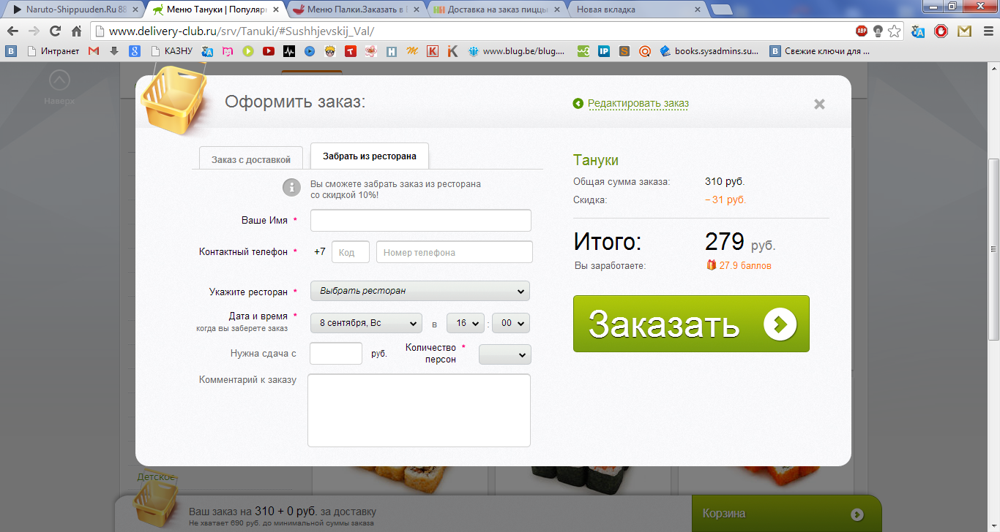 Naruto-Shippuuden.Ru 88
Меню Тануки | Популярн
Меню Палки.Заказать в
Доставка на заказ пиццы
Новая вкладка
www.delivery-club.ru/srv/Tanuki/#Sushhjevskij_Val/
Интранет
КАЗНУ
www.blug.be/blug....
books.sysadmins.su...
Свежие ключи для ...
Наверх
Оформить заказ:
Редактировать заказ
Заказ с доставкой
Забрать из ресторана
Вы сможете забрать заказ из ресторана
со скидкой 10%!
Ваше Имя *
Контактный телефон * +7 Код Номер телефона
Укажите ресторан * Выбрать ресторан
Дата и время * 8 сентября, Вс в 16 : 00
когда вы заберете заказ
Нужна сдача с руб. Количество *
персон
Комментарий к заказу
Тануки
Общая сумма заказа: 310 руб.
Скидка: − 31 руб.
Итого: 279 руб.
Вы заработаете: 27.9 баллов
Заказать
Детское
Ваш заказ на 310 + 0 руб. за доставку
Не хватает 690 руб. до минимальной суммы заказа
Корзина